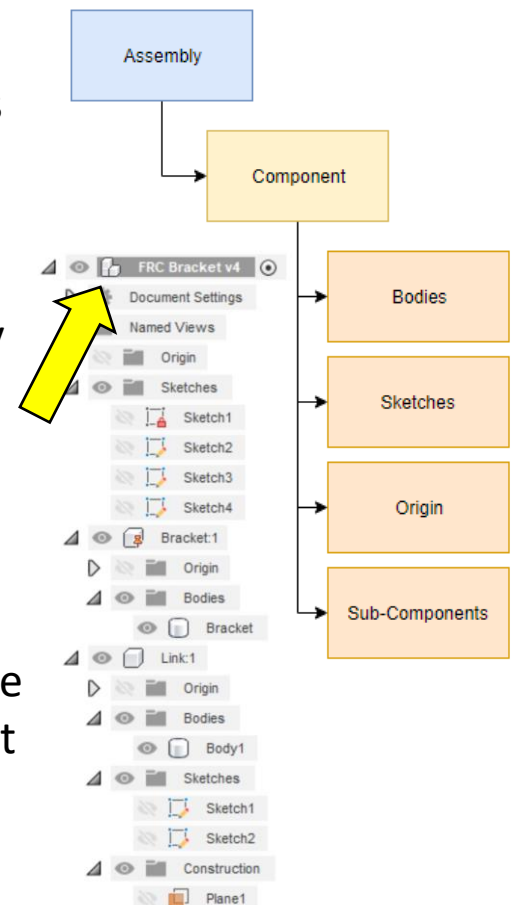 Assembly
Component
Bodies
Sketches
Origin
Sub-Components
FRC Bracket v4
Document Settings
Named Views
Origin
Sketches
Sketch1
Sketch2
Sketch3
Sketch4
Bracket:1
Origin
Bodies
Bracket
Link:1
Origin
Bodies
Body1
Sketches
Sketch1
Sketch2
Construction
Plane1